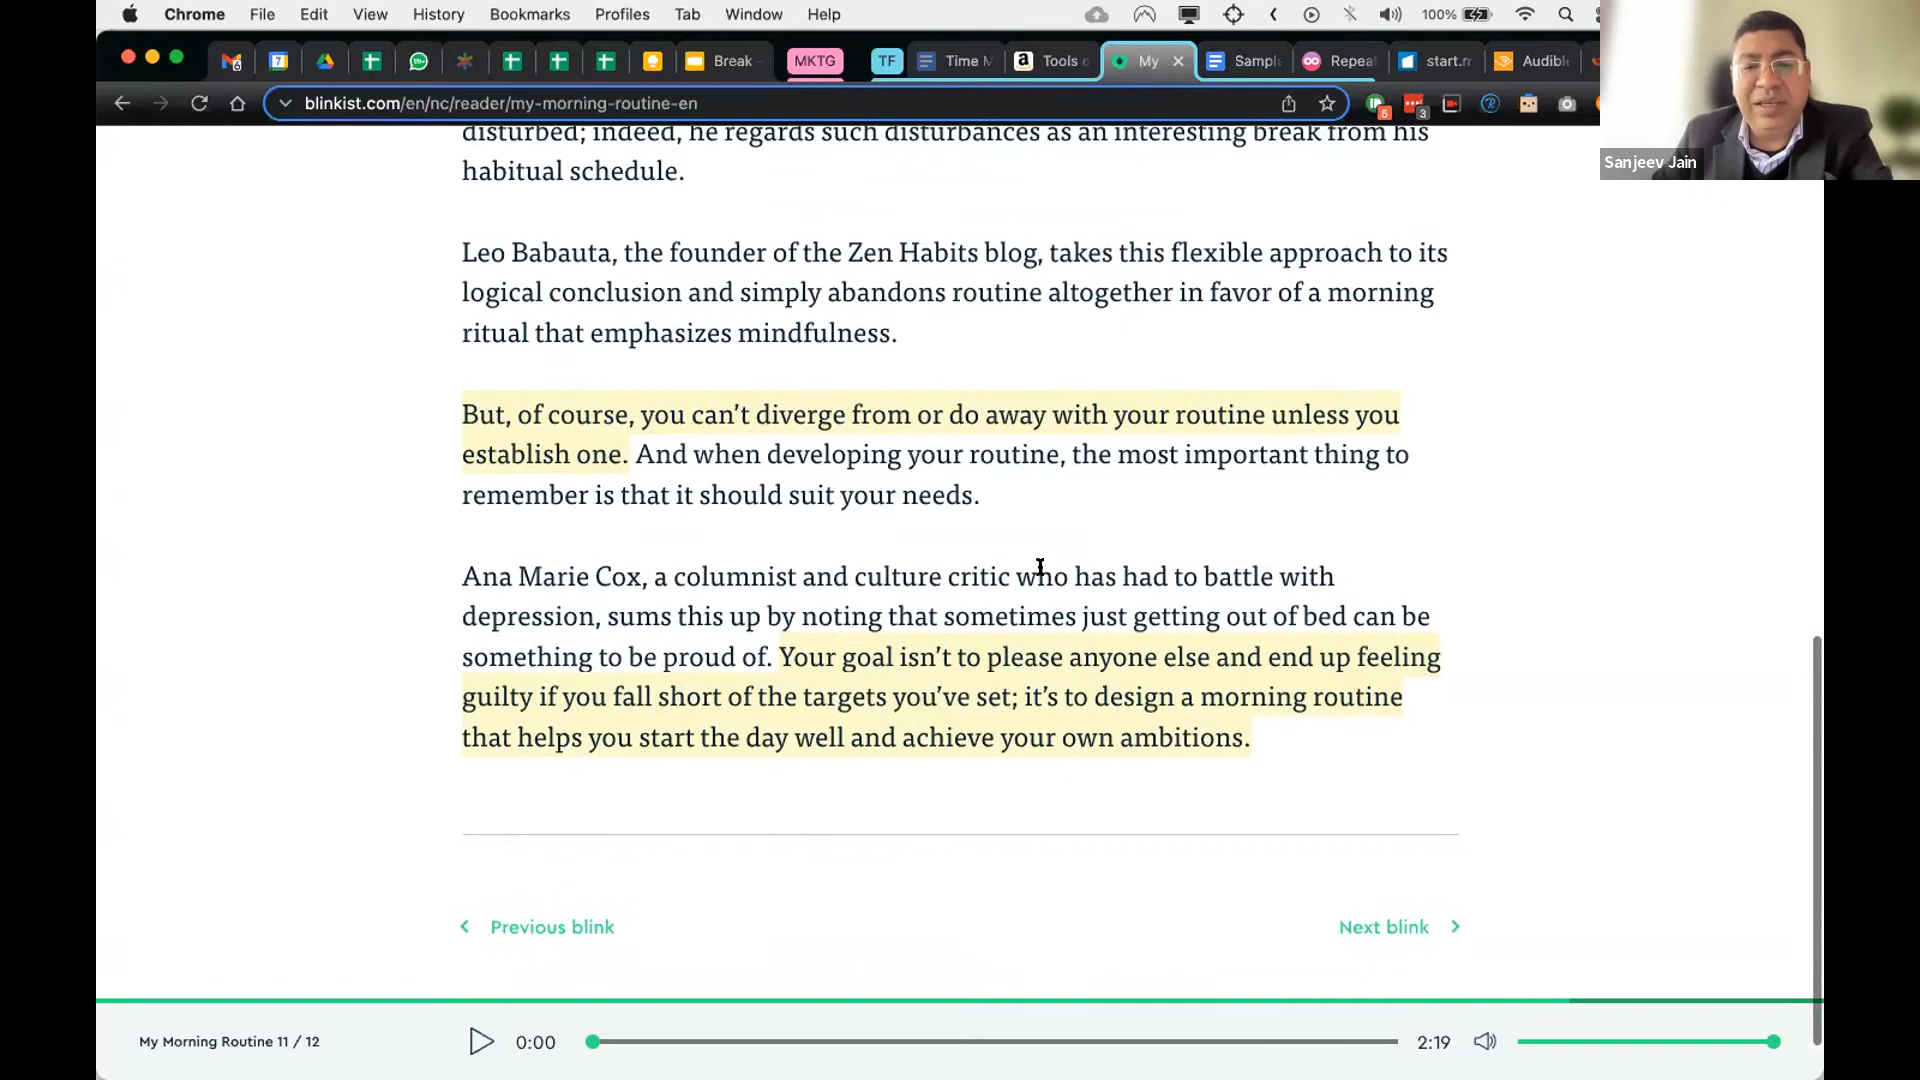 Chrome File Edit View History Bookmarks Profiles Tab Window Help 100%
Break MKTG TF Time M Tools o My Sampl Repea start.m Audibl
blinkist.com/en/nc/reader/my-morning-routine-en 5 3
Sanjeev Jain
disturbed; indeed, he regards such disturbances as an interesting break from his
habitual schedule.
Leo Babauta, the founder of the Zen Habits blog, takes this flexible approach to its
logical conclusion and simply abandons routine altogether in favor of a morning
ritual that emphasizes mindfulness.
But, of course, you can’t diverge from or do away with your routine unless you
establish one. And when developing your routine, the most important thing to
remember is that it should suit your needs.
Ana Marie Cox, a columnist and culture critic who has had to battle with
depression, sums this up by noting that sometimes just getting out of bed can be
something to be proud of. Your goal isn’t to please anyone else and end up feeling
guilty if you fall short of the targets you’ve set; it’s to design a morning routine
that helps you start the day well and achieve your own ambitions.
Previous blink
Next blink
My Morning Routine 11 / 12
0:00
2:19